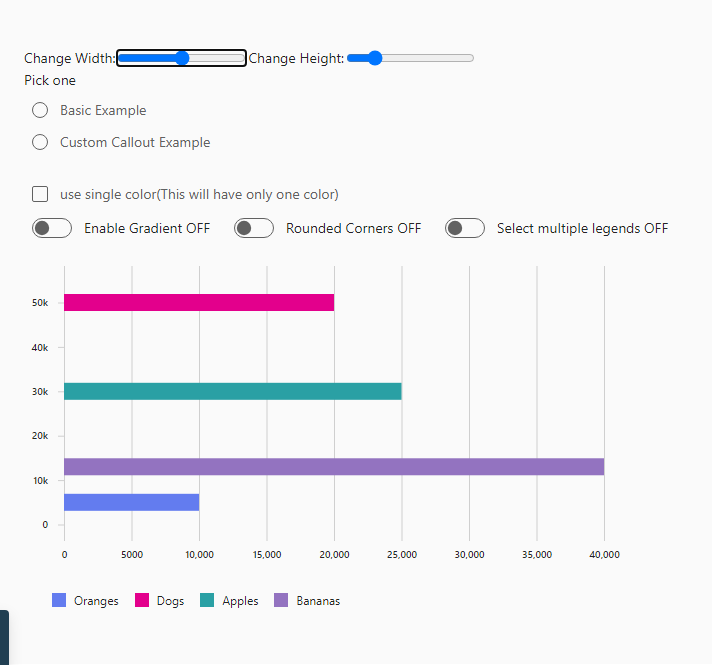 Change Width: Change Height:
Pick one
Basic Example
Custom Callout Example
use single color(This will have only one color)
Enable Gradient OFF Rounded Corners OFF Select multiple legends OFF
50k
40k
30k
20k
10k
0
0 5000 10,000 15,000 20,000 25,000 30,000 35,000 40,000
Oranges Dogs Apples Bananas